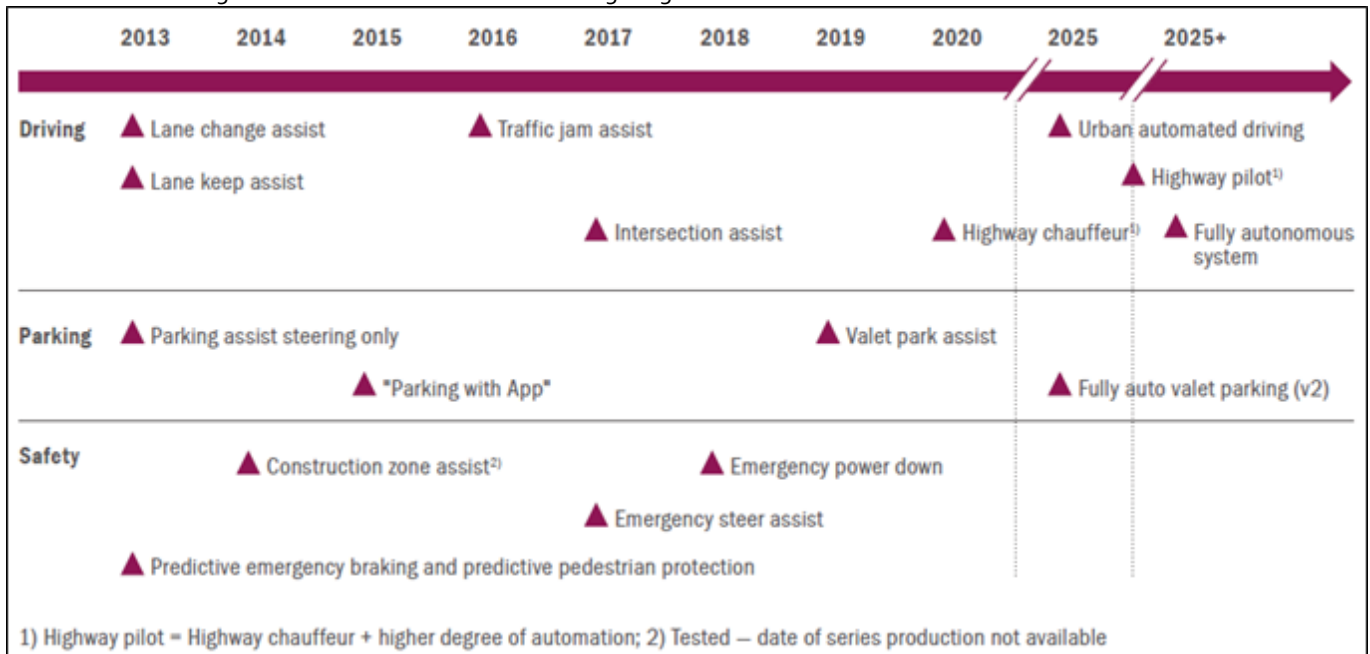 2013 2014 2015 2016 2017 2018 2019 2020 2025 2025+
Driving Lane change assist Traffic jam assist Urban automated driving
Lane keep assist Highway pilot¹⁾
Intersection assist Highway chauffeur¹⁾ Fully autonomous
system
Parking Parking assist steering only Valet park assist
"Parking with App" Fully auto valet parking (v2)
Safety Construction zone assist²⁾ Emergency power down
Emergency steer assist
Predictive emergency braking and predictive pedestrian protection
1) Highway pilot = Highway chauffeur + higher degree of automation; 2) Tested – date of series production not available